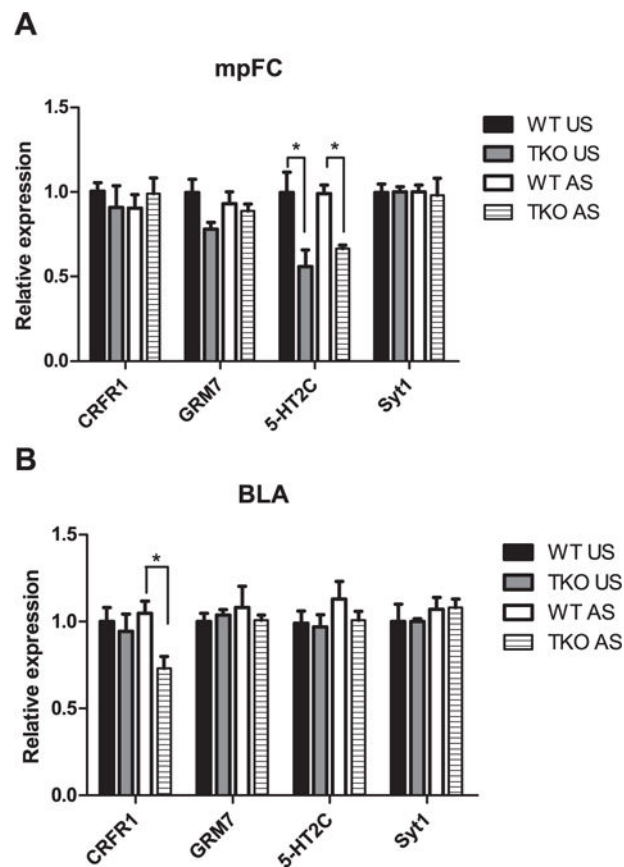 A
mpFC
Relative expression
1.5
1.0
0.5
0.0
* *
CRFR1 GRM7 5-HT2C Syt1
WT US
TKO US
WT AS
TKO AS
B
BLA
Relative expression
1.5
1.0
0.5
0.0
*
CRFR1 GRM7 5-HT2C Syt1
WT US
TKO US
WT AS
TKO AS